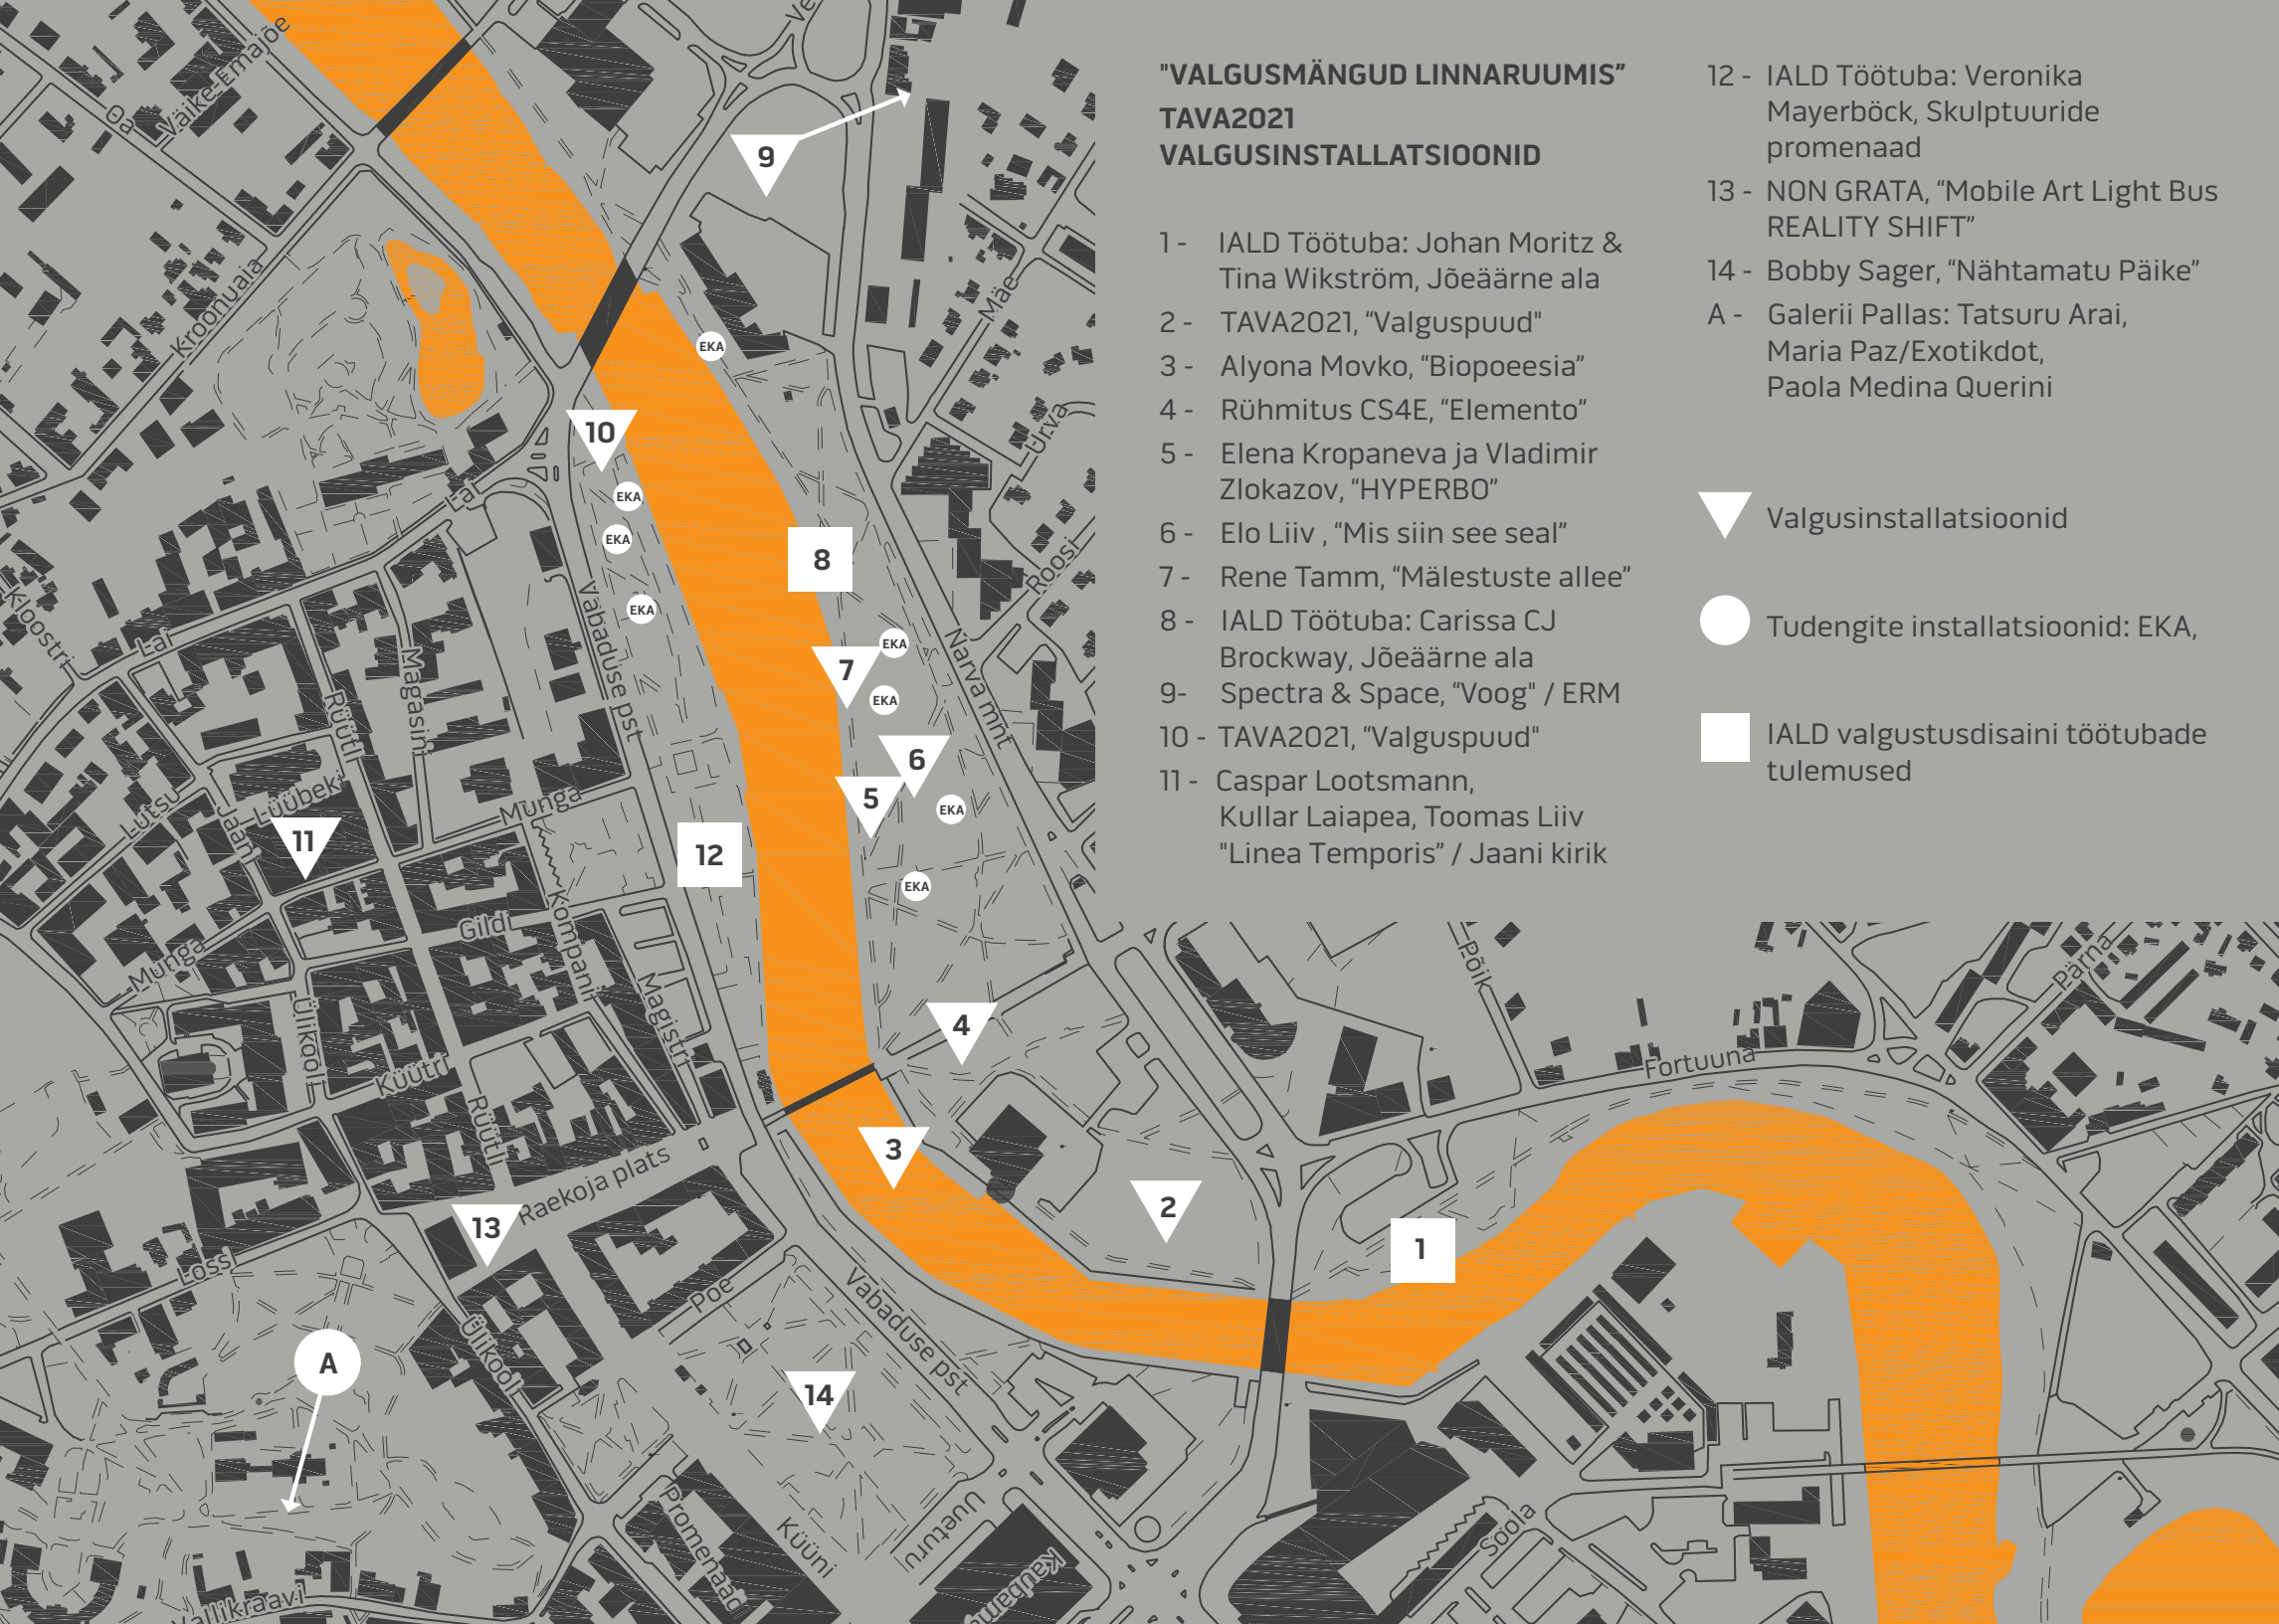 "VALGUSMÄNGUD LINNARUUMIS”
TAVA2021
VALGUSINSTALLATSIOONID
1 - IALD Töötuba: Johan Moritz &
Tina Wikström, Jõeäärne ala
2 - TAVA2021, “Valguspuud"
3 - Alyona Movko, “Biopoeesia”
4 - Rühmitus CS4E, “Elemento”
5 - Elena Kropaneva ja Vladimir
Zlokazov, “HYPERBO”
6 - Elo Liiv , “Mis siin see seal”
7 - Rene Tamm, “Mälestuste allee”
8 - IALD Töötuba: Carissa CJ
Brockway, Jõeäärne ala
9- Spectra & Space, “Voog" / ERM
10 - TAVA2021, “Valguspuud"
11 - Caspar Lootsmann,
Kullar Laiapea, Toomas Liiv
"Linea Temporis” / Jaani kirik
12 - IALD Töötuba: Veronika
Mayerböck, Skulptuuride
promenaad
13 - NON GRATA, “Mobile Art Light Bus
REALITY SHIFT”
14 - Bobby Sager, “Nähtamatu Päike”
A - Galerii Pallas: Tatsuru Arai,
Maria Paz/Exotikdot,
Paola Medina Querini
Valgusinstallatsioonid
Tudengite installatsioonid: EKA,
IALD valgustusdisaini töötubade
tulemused
Väike-Emajõe
Oa
Kroonuaia
9
Mäe
EKA
10
Urva
EKA
EKA
8
Roosi
EKA
Kloostri
Lai
Magasini
Rüütli
Vabaduse pst
EKA
7
EKA
Narva mnt
6
5
EKA
Lutsu
Jaani
Lüübeki
Munga
11
12
EKA
Gildi
Kompanii
Munga
Magistri
Ülikooli
Küütri
Rüütli
4
Põik
Pärna
Fortuuna
3
2
1
Raekoja plats
13
Lossi
Poe
Vabaduse pst
Ülikooli
A
14
Promenaadi
Küüni
Uueturu
Soola
Vallikraavi